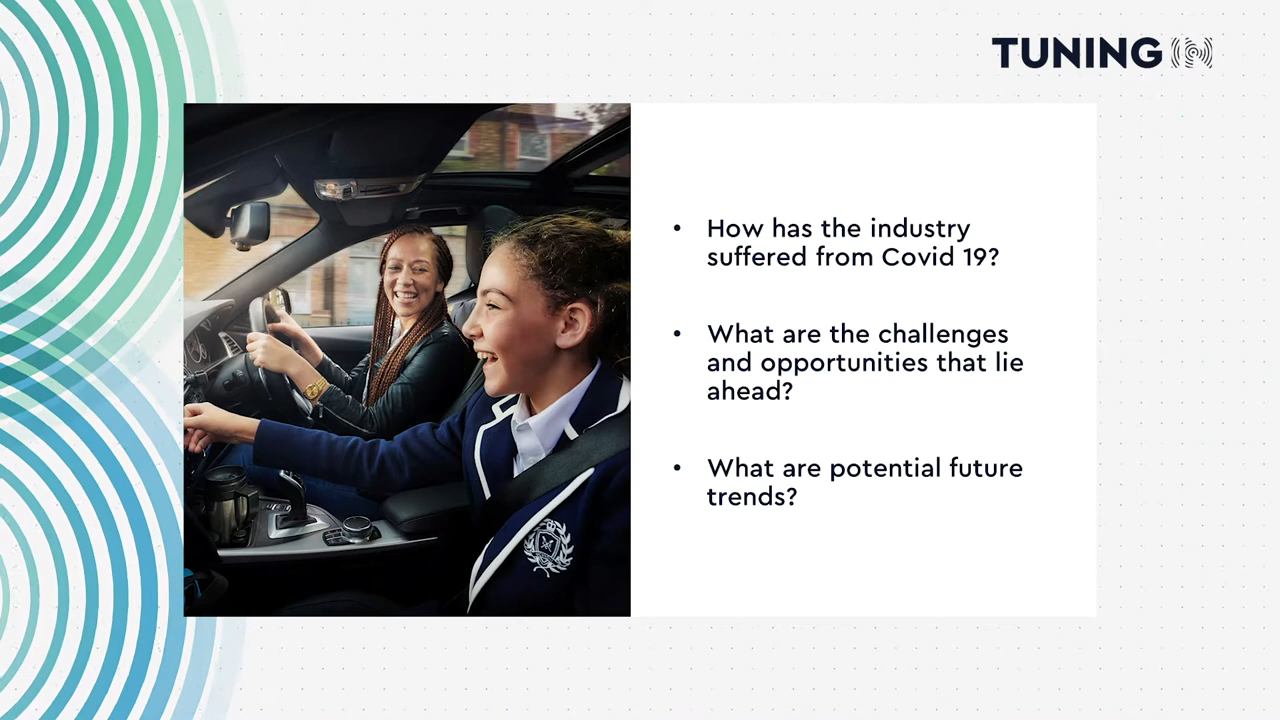 TUNING IN
• How has the industry
suffered from Covid 19?
• What are the challenges
and opportunities that lie
ahead?
• What are potential future
trends?